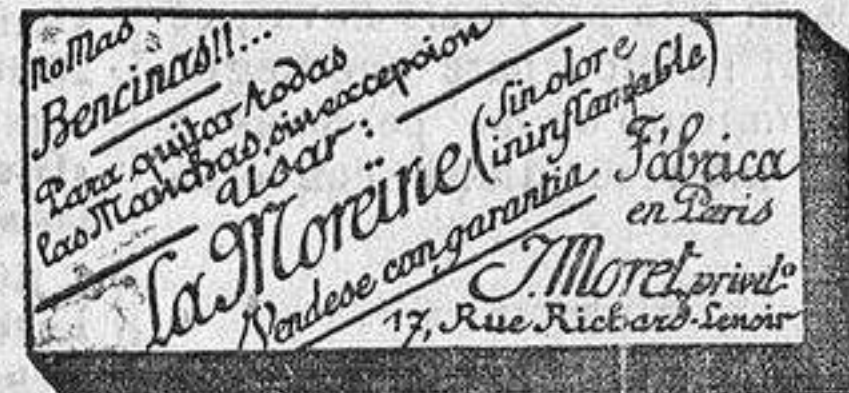 no Mas
Bencinas!!...
Para quitar todas
las Manchas, sin excepcion
Usar:
La Moreïne (Sin olor e
ininflamable)
Vendese con garantia
Fábrica
en Paris
J. Moret, privil.º
17, Rue Richard-Lenoir